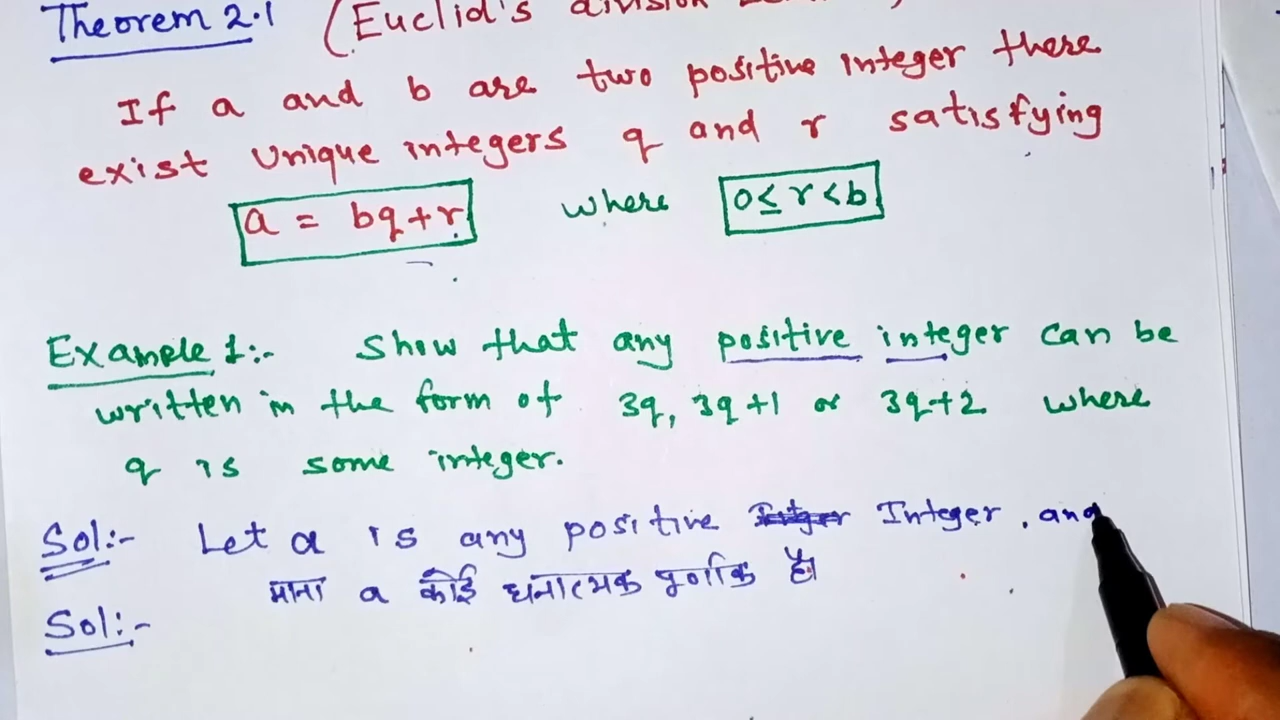 Theorem 2.1 (Euclid's division
If a and b are two positive integer there
exist Unique integers q and r satisfying
a = bq+r where 0≤r<b
Example 1:- Show that any positive integer can be
written in the form of 3q, 3q+1 or 3q+2 where
q is some integer.
Sol:- Let a is any positive Integer, and
माना a कोई धनात्मक पूर्णांक है।
Sol:-